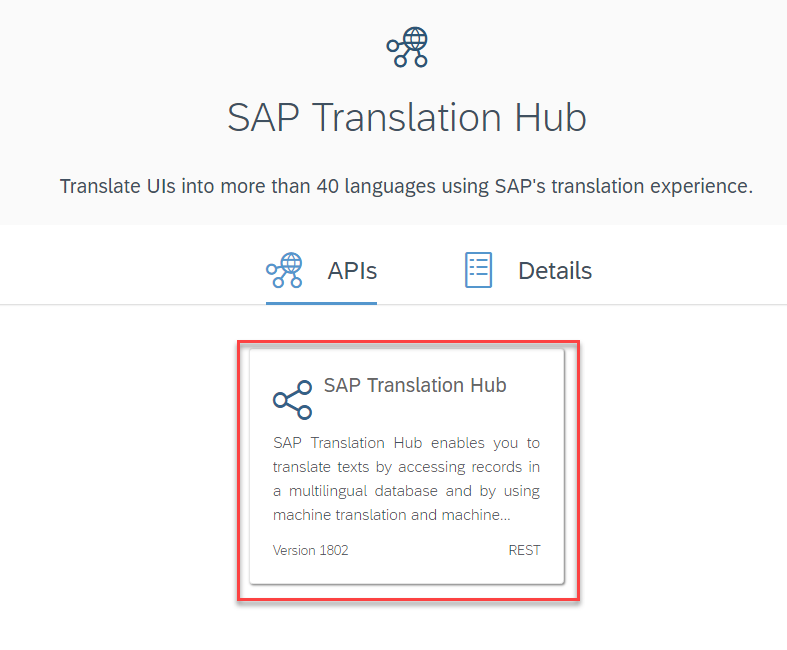 SAP Translation Hub
Translate UIs into more than 40 languages using SAP's translation experience.
APIs
Details
SAP Translation Hub
SAP Translation Hub enables you to
translate texts by accessing records in
a multilingual database and by using
machine translation and machine...
Version 1802
REST